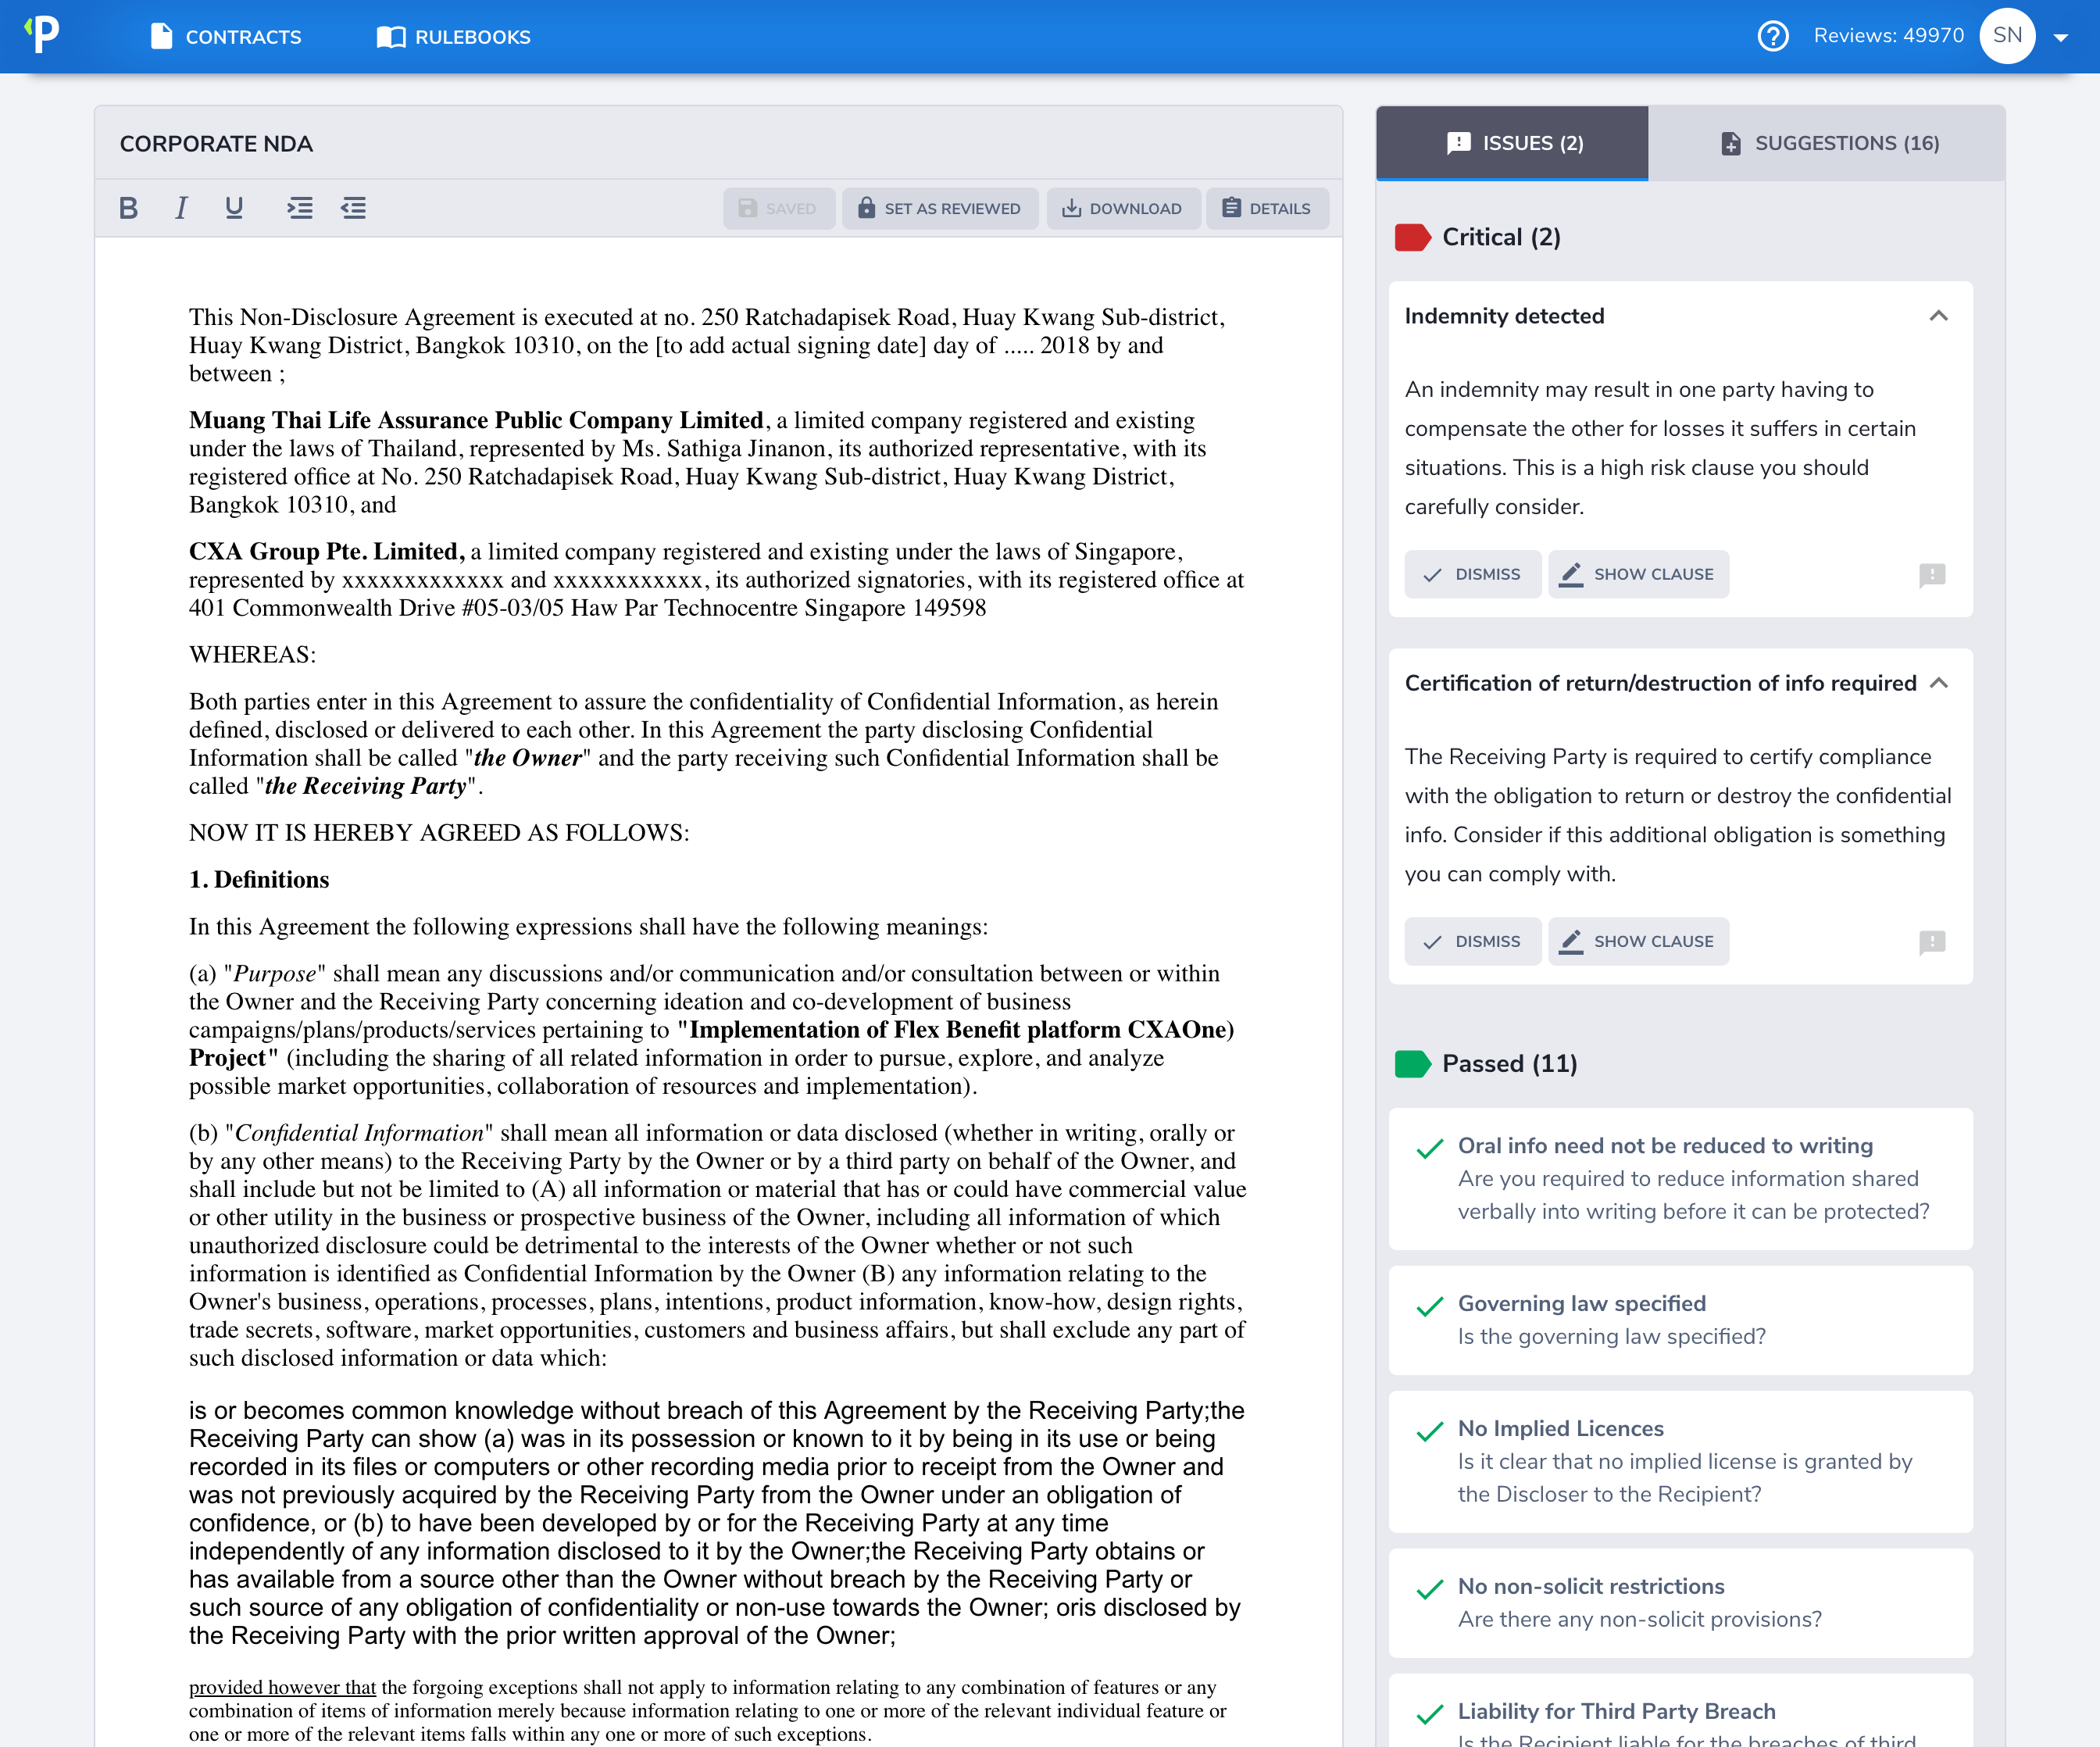 P
CONTRACTS
RULEBOOKS
Reviews: 49970
SN
CORPORATE NDA
B I U
SAVED
SET AS REVIEWED
DOWNLOAD
DETAILS
This Non-Disclosure Agreement is executed at no. 250 Ratchadapisek Road, Huay Kwang Sub-district,
Huay Kwang District, Bangkok 10310, on the [to add actual signing date] day of ..... 2018 by and
between ;
Muang Thai Life Assurance Public Company Limited, a limited company registered and existing
under the laws of Thailand, represented by Ms. Sathiga Jinanon, its authorized representative, with its
registered office at No. 250 Ratchadapisek Road, Huay Kwang Sub-district, Huay Kwang District,
Bangkok 10310, and
CXA Group Pte. Limited, a limited company registered and existing under the laws of Singapore,
represented by xxxxxxxxxxxxx and xxxxxxxxxxxx, its authorized signatories, with its registered office at
401 Commonwealth Drive #05-03/05 Haw Par Technocentre Singapore 149598
WHEREAS:
Both parties enter in this Agreement to assure the confidentiality of Confidential Information, as herein
defined, disclosed or delivered to each other. In this Agreement the party disclosing Confidential
Information shall be called "the Owner" and the party receiving such Confidential Information shall be
called "the Receiving Party".
NOW IT IS HEREBY AGREED AS FOLLOWS:
1. Definitions
In this Agreement the following expressions shall have the following meanings:
(a) "Purpose" shall mean any discussions and/or communication and/or consultation between or within
the Owner and the Receiving Party concerning ideation and co-development of business
campaigns/plans/products/services pertaining to "Implementation of Flex Benefit platform CXAOne)
Project" (including the sharing of all related information in order to pursue, explore, and analyze
possible market opportunities, collaboration of resources and implementation).
(b) "Confidential Information" shall mean all information or data disclosed (whether in writing, orally or
by any other means) to the Receiving Party by the Owner or by a third party on behalf of the Owner, and
shall include but not be limited to (A) all information or material that has or could have commercial value
or other utility in the business or prospective business of the Owner, including all information of which
unauthorized disclosure could be detrimental to the interests of the Owner whether or not such
information is identified as Confidential Information by the Owner (B) any information relating to the
Owner's business, operations, processes, plans, intentions, product information, know-how, design rights,
trade secrets, software, market opportunities, customers and business affairs, but shall exclude any part of
such disclosed information or data which:
is or becomes common knowledge without breach of this Agreement by the Receiving Party;the
Receiving Party can show (a) was in its possession or known to it by being in its use or being
recorded in its files or computers or other recording media prior to receipt from the Owner and
was not previously acquired by the Receiving Party from the Owner under an obligation of
confidence, or (b) to have been developed by or for the Receiving Party at any time
independently of any information disclosed to it by the Owner;the Receiving Party obtains or
has available from a source other than the Owner without breach by the Receiving Party or
such source of any obligation of confidentiality or non-use towards the Owner; oris disclosed by
the Receiving Party with the prior written approval of the Owner;
provided however that the forgoing exceptions shall not apply to information relating to any combination of features or any
combination of items of information merely because information relating to one or more of the relevant individual feature or
one or more of the relevant items falls within any one or more of such exceptions.
ISSUES (2)
SUGGESTIONS (16)
Critical (2)
Indemnity detected
An indemnity may result in one party having to
compensate the other for losses it suffers in certain
situations. This is a high risk clause you should
carefully consider.
DISMISS
SHOW CLAUSE
Certification of return/destruction of info required
The Receiving Party is required to certify compliance
with the obligation to return or destroy the confidential
info. Consider if this additional obligation is something
you can comply with.
DISMISS
SHOW CLAUSE
Passed (11)
Oral info need not be reduced to writing
Are you required to reduce information shared
verbally into writing before it can be protected?
Governing law specified
Is the governing law specified?
No Implied Licences
Is it clear that no implied license is granted by
the Discloser to the Recipient?
No non-solicit restrictions
Are there any non-solicit provisions?
Liability for Third Party Breach
Is the Recipient liable for the breaches of third